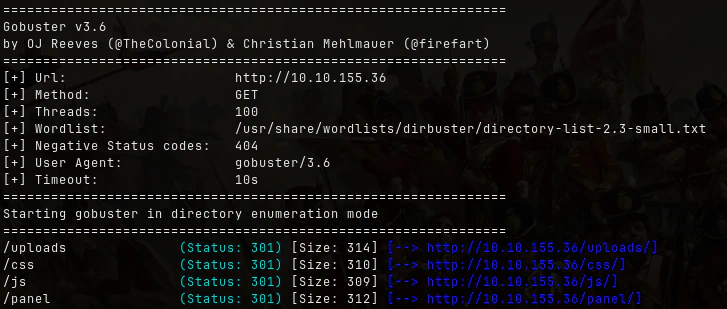 ===============================================================
Gobuster v3.6
by OJ Reeves (@TheColonial) & Christian Mehlmauer (@firefart)
===============================================================
[+] Url:                     http://10.10.155.36
[+] Method:                  GET
[+] Threads:                 100
[+] Wordlist:                /usr/share/wordlists/dirbuster/directory-list-2.3-small.txt
[+] Negative Status codes:   404
[+] User Agent:              gobuster/3.6
[+] Timeout:                 10s
===============================================================
Starting gobuster in directory enumeration mode
===============================================================
/uploads              (Status: 301) [Size: 314] [--> http://10.10.155.36/uploads/]
/css                  (Status: 301) [Size: 310] [--> http://10.10.155.36/css/]
/js                   (Status: 301) [Size: 309] [--> http://10.10.155.36/js/]
/panel                (Status: 301) [Size: 312] [--> http://10.10.155.36/panel/]